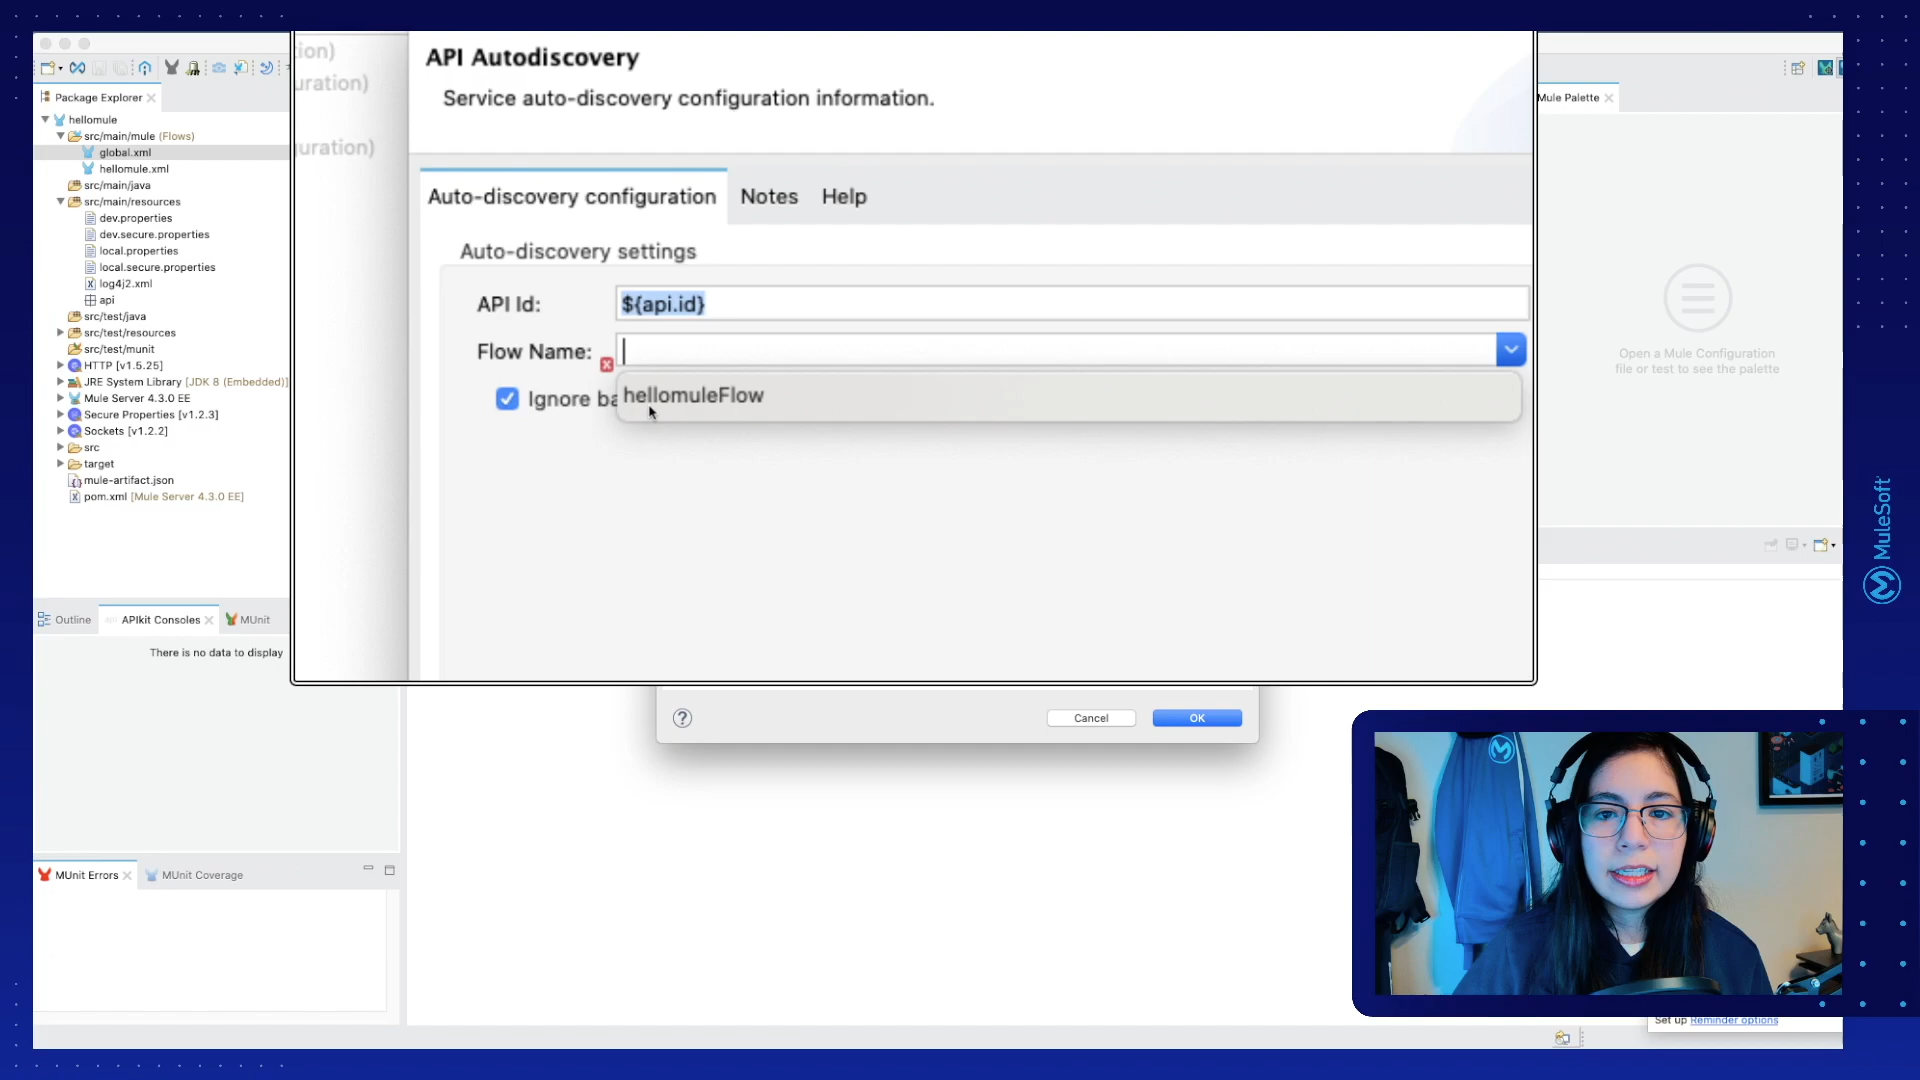 Package Explorer
hellomule
src/main/mule (Flows)
global.xml
hellomule.xml
src/main/java
src/main/resources
dev.properties
dev.secure.properties
local.properties
local.secure.properties
log4j2.xml
api
src/test/java
src/test/resources
src/test/munit
HTTP [v1.5.25]
JRE System Library [JDK 8 (Embedded)]
Mule Server 4.3.0 EE
Secure Properties [v1.2.3]
Sockets [v1.2.2]
src
target
mule-artifact.json
pom.xml [Mule Server 4.3.0 EE]
Outline
APIkit Consoles
MUnit
There is no data to display
MUnit Errors
MUnit Coverage
tion)
uration)
uration)
API Autodiscovery
Service auto-discovery configuration information.
Auto-discovery configuration Notes Help
Auto-discovery settings
API Id: ${api.id}
Flow Name:
hellomuleFlow
Ignore ba
? Cancel OK
Mule Palette
Open a Mule Configuration
file or test to see the palette
MuleSoft
Set up Reminder options